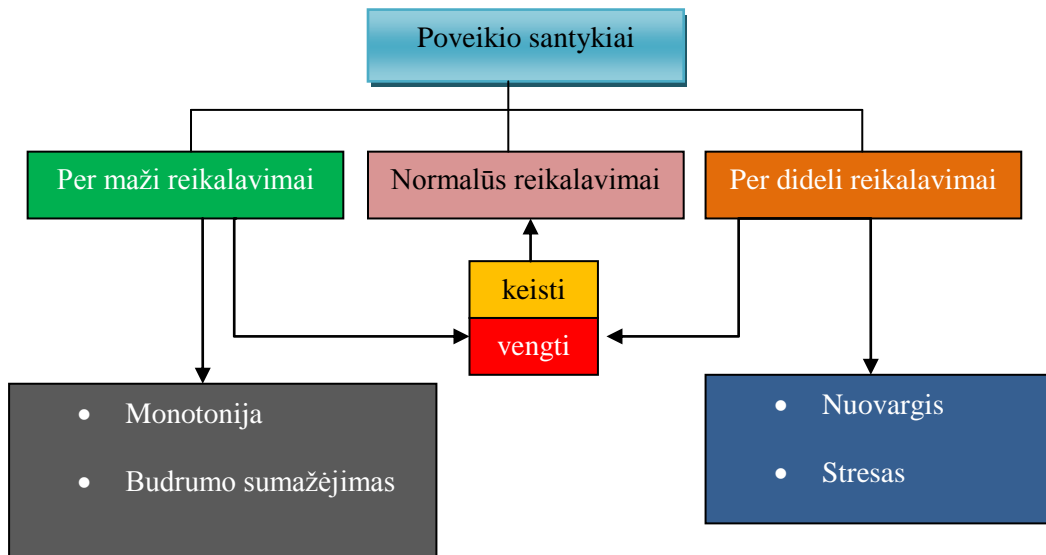 Poveikio santykiai
Per maži reikalavimai
Normalūs reikalavimai
Per dideli reikalavimai
keisti
vengti
• Monotonija
• Budrumo sumažėjimas
• Nuovargis
• Stresas